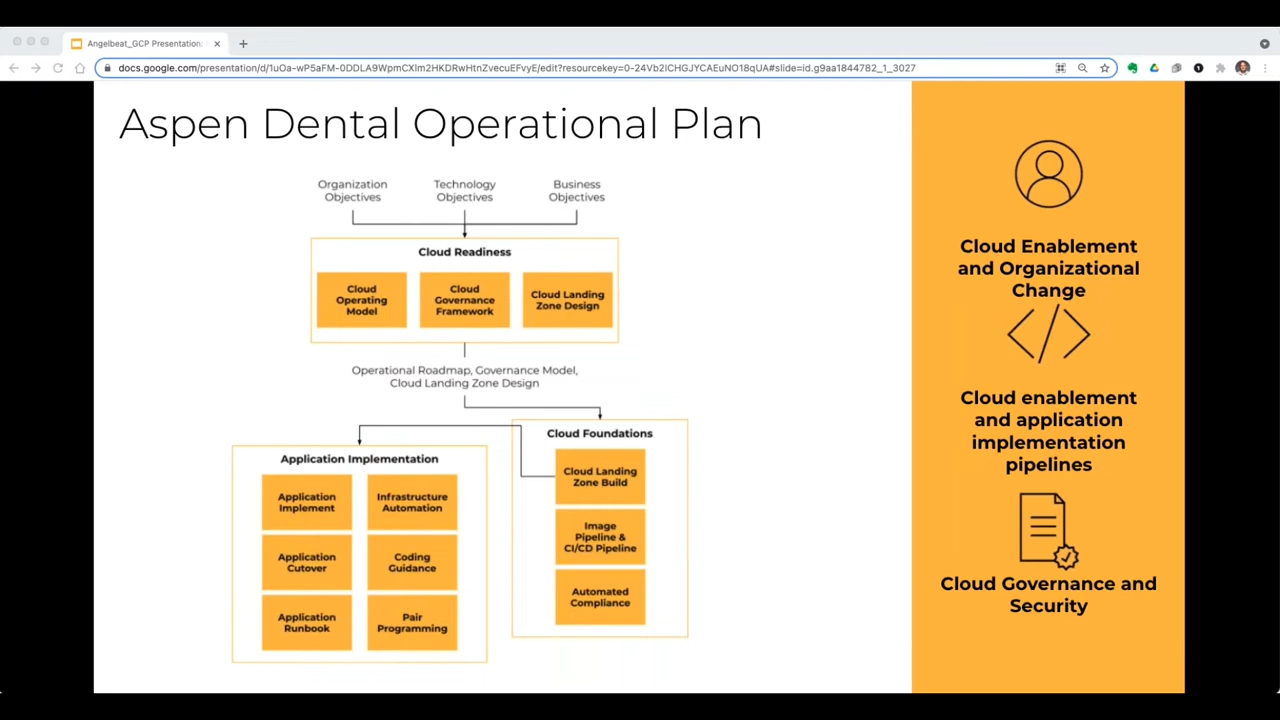 Angelbeat_GCP Presentation:
docs.google.com/presentation/d/1uOa-wP5aFM-0DDLA9WpmCXlm2HKDRwHtnZvecuEFvyE/edit?resourcekey=0-24Vb2ICHGJYCAEuNO18qUA#slide=id.g9aa1844782_1_3027
Aspen Dental Operational Plan
Organization
Objectives
Technology
Objectives
Business
Objectives
Cloud Readiness
Cloud
Operating
Model
Cloud
Governance
Framework
Cloud Landing
Zone Design
Operational Roadmap, Governance Model,
Cloud Landing Zone Design
Application Implementation
Application
Implement
Infrastructure
Automation
Application
Cutover
Coding
Guidance
Application
Runbook
Pair
Programming
Cloud Foundations
Cloud Landing
Zone Build
Image
Pipeline &
CI/CD Pipeline
Automated
Compliance
Cloud Enablement
and Organizational
Change
Cloud enablement
and application
implementation
pipelines
Cloud Governance and
Security